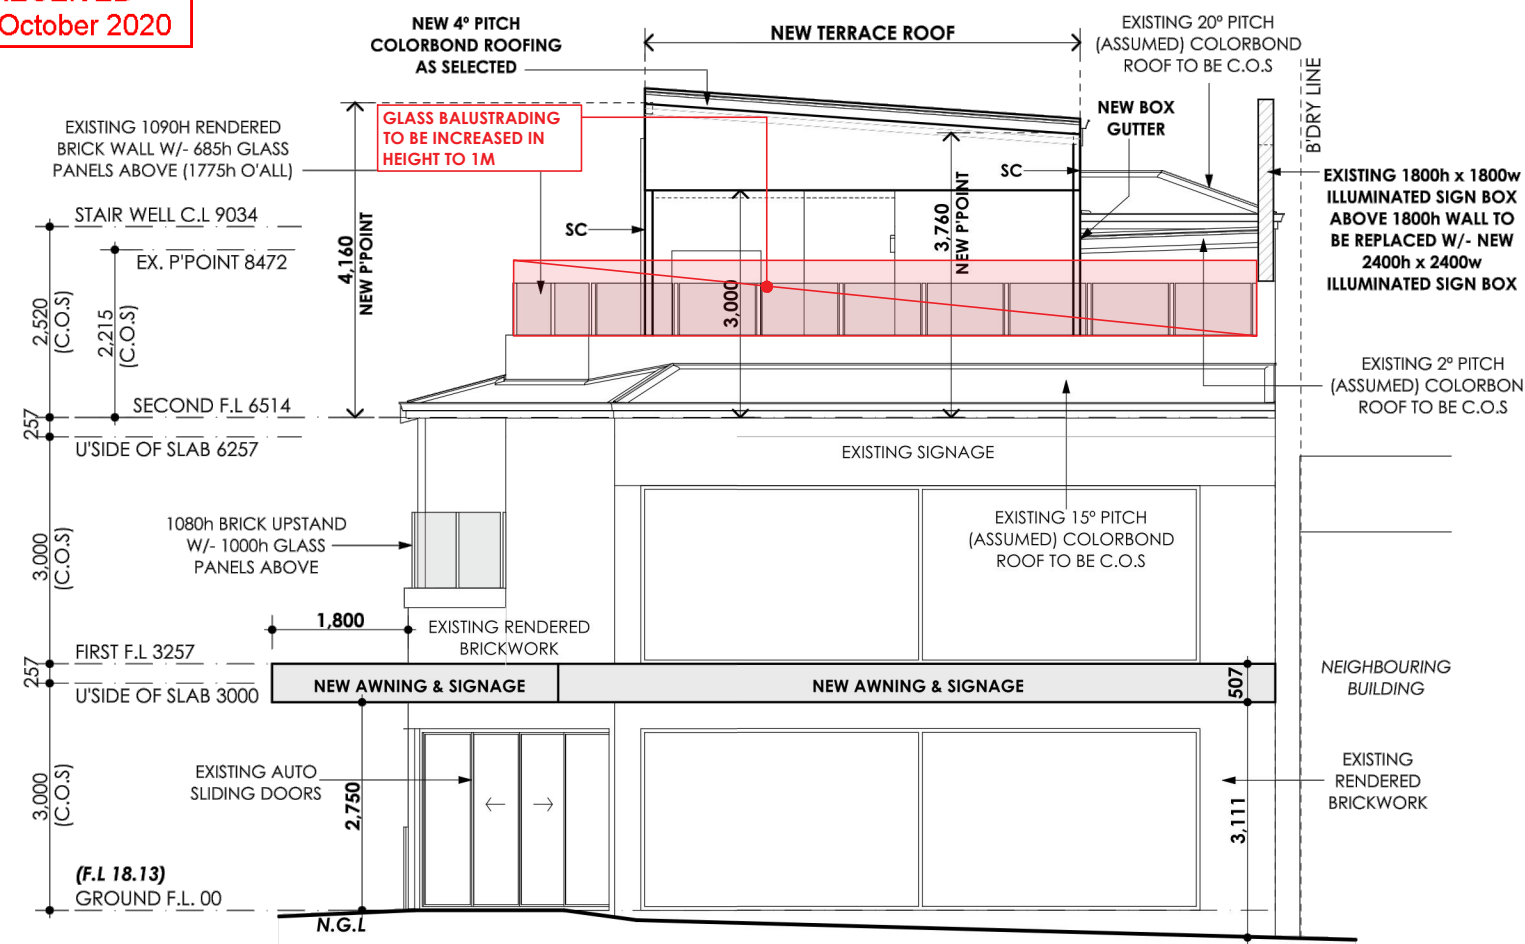 October 2020
NEW 4º PITCH
COLORBOND ROOFING
AS SELECTED
NEW TERRACE ROOF
EXISTING 20º PITCH
(ASSUMED) COLORBOND
ROOF TO BE C.O.S
B'DRY LINE
NEW BOX
GUTTER
GLASS BALUSTRADING
TO BE INCREASED IN
HEIGHT TO 1M
EXISTING 1090H RENDERED
BRICK WALL W/- 685h GLASS
PANELS ABOVE (1775h O'ALL)
EXISTING 1800h x 1800w
ILLUMINATED SIGN BOX
ABOVE 1800h WALL TO
BE REPLACED W/- NEW
2400h x 2400w
ILLUMINATED SIGN BOX
SC
SC
STAIR WELL C.L 9034
EX. P'POINT 8472
4,160
NEW P'POINT
3,760
NEW P'POINT
3,000
2,520
(C.O.S)
2,215
(C.O.S)
EXISTING 2º PITCH
(ASSUMED) COLORBON
ROOF TO BE C.O.S
SECOND F.L 6514
257
U'SIDE OF SLAB 6257
EXISTING SIGNAGE
1080h BRICK UPSTAND
W/- 1000h GLASS
PANELS ABOVE
EXISTING 15º PITCH
(ASSUMED) COLORBOND
ROOF TO BE C.O.S
3,000
(C.O.S)
1,800
EXISTING RENDERED
BRICKWORK
FIRST F.L 3257
257
U'SIDE OF SLAB 3000
NEW AWNING & SIGNAGE
NEW AWNING & SIGNAGE
507
NEIGHBOURING
BUILDING
EXISTING AUTO
SLIDING DOORS
2,750
3,000
(C.O.S)
3,111
EXISTING
RENDERED
BRICKWORK
(F.L 18.13)
GROUND F.L. 00
N.G.L